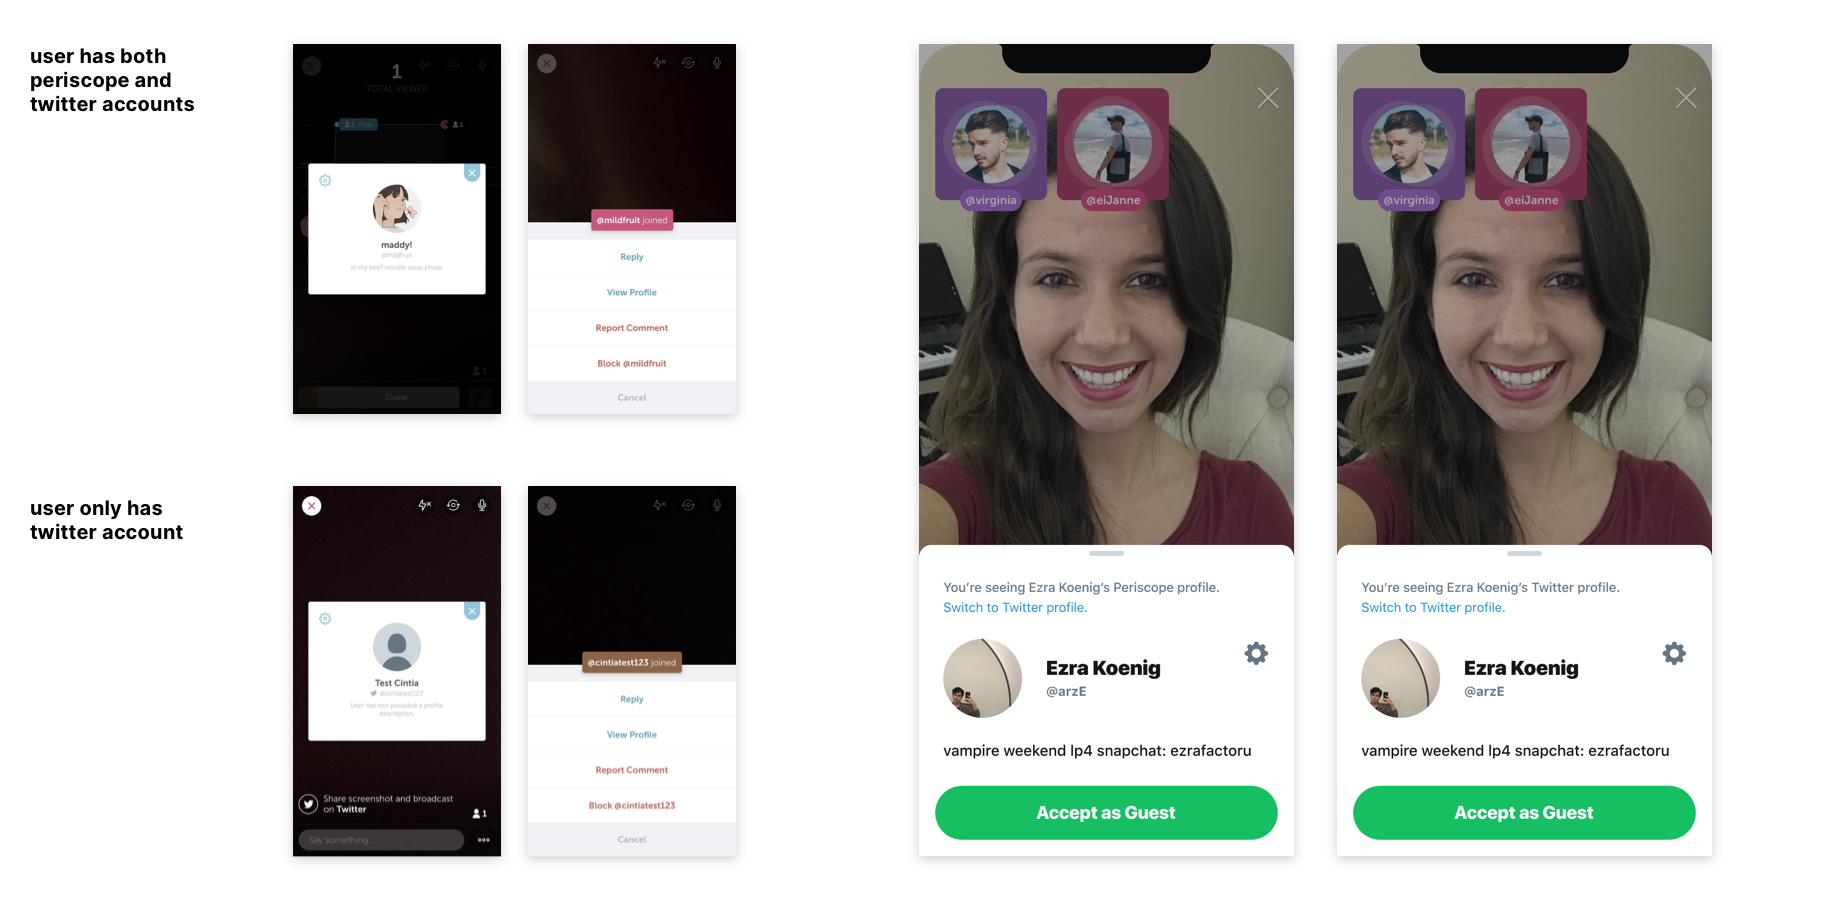 user has both
periscope and
twitter accounts
1
TOTAL VIEWER
1 Peak
1
maddy!
@mildfruit
in my beef noodle soup phase
1
Done
@mildfruit joined
Reply
View Profile
Report Comment
Block @mildfruit
Cancel
user only has
twitter account
Test Cintia
@cintiatest123
User has not provided a profile
description.
Share screenshot and broadcast
on Twitter
1
Say something...
@cintiatest123 joined
Reply
View Profile
Report Comment
Block @cintiatest123
Cancel
@virginia
@eiJanne
You’re seeing Ezra Koenig’s Periscope profile.
Switch to Twitter profile.
Ezra Koenig
@arzE
vampire weekend lp4 snapchat: ezrafactoru
Accept as Guest
@virginia
@eiJanne
You’re seeing Ezra Koenig’s Twitter profile.
Switch to Twitter profile.
Ezra Koenig
@arzE
vampire weekend lp4 snapchat: ezrafactoru
Accept as Guest